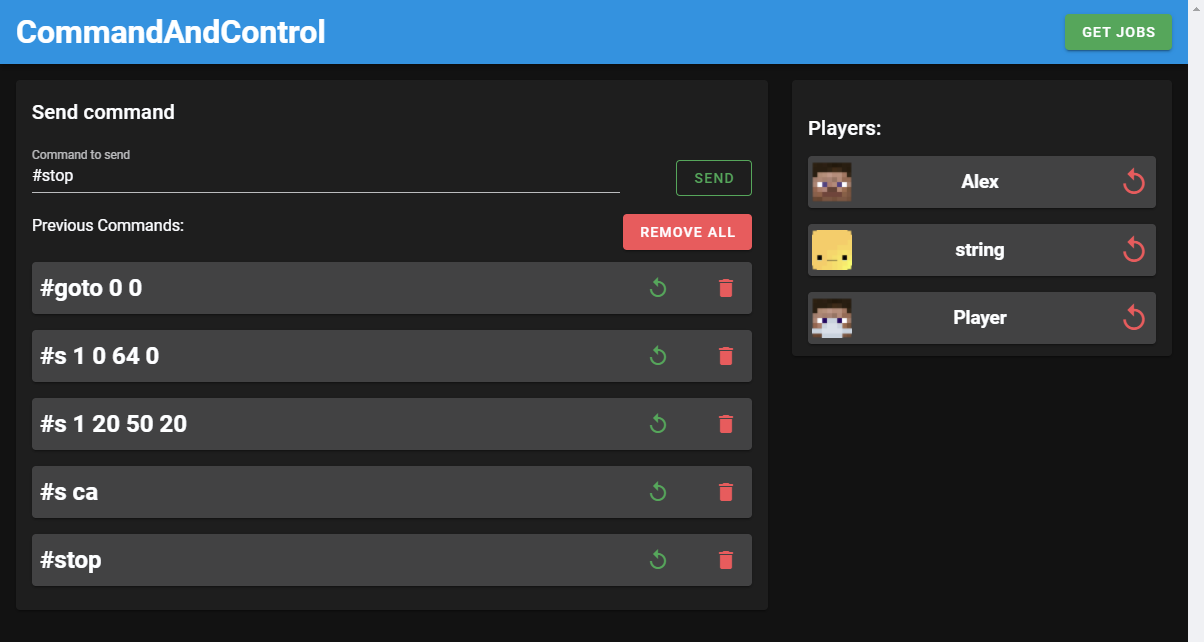 CommandAndControl
GET JOBS
Send command
Command to send
#stop
SEND
Previous Commands:
REMOVE ALL
#goto 0 0
#s 1 0 64 0
#s 1 20 50 20
#s ca
#stop
Players:
Alex
string
Player